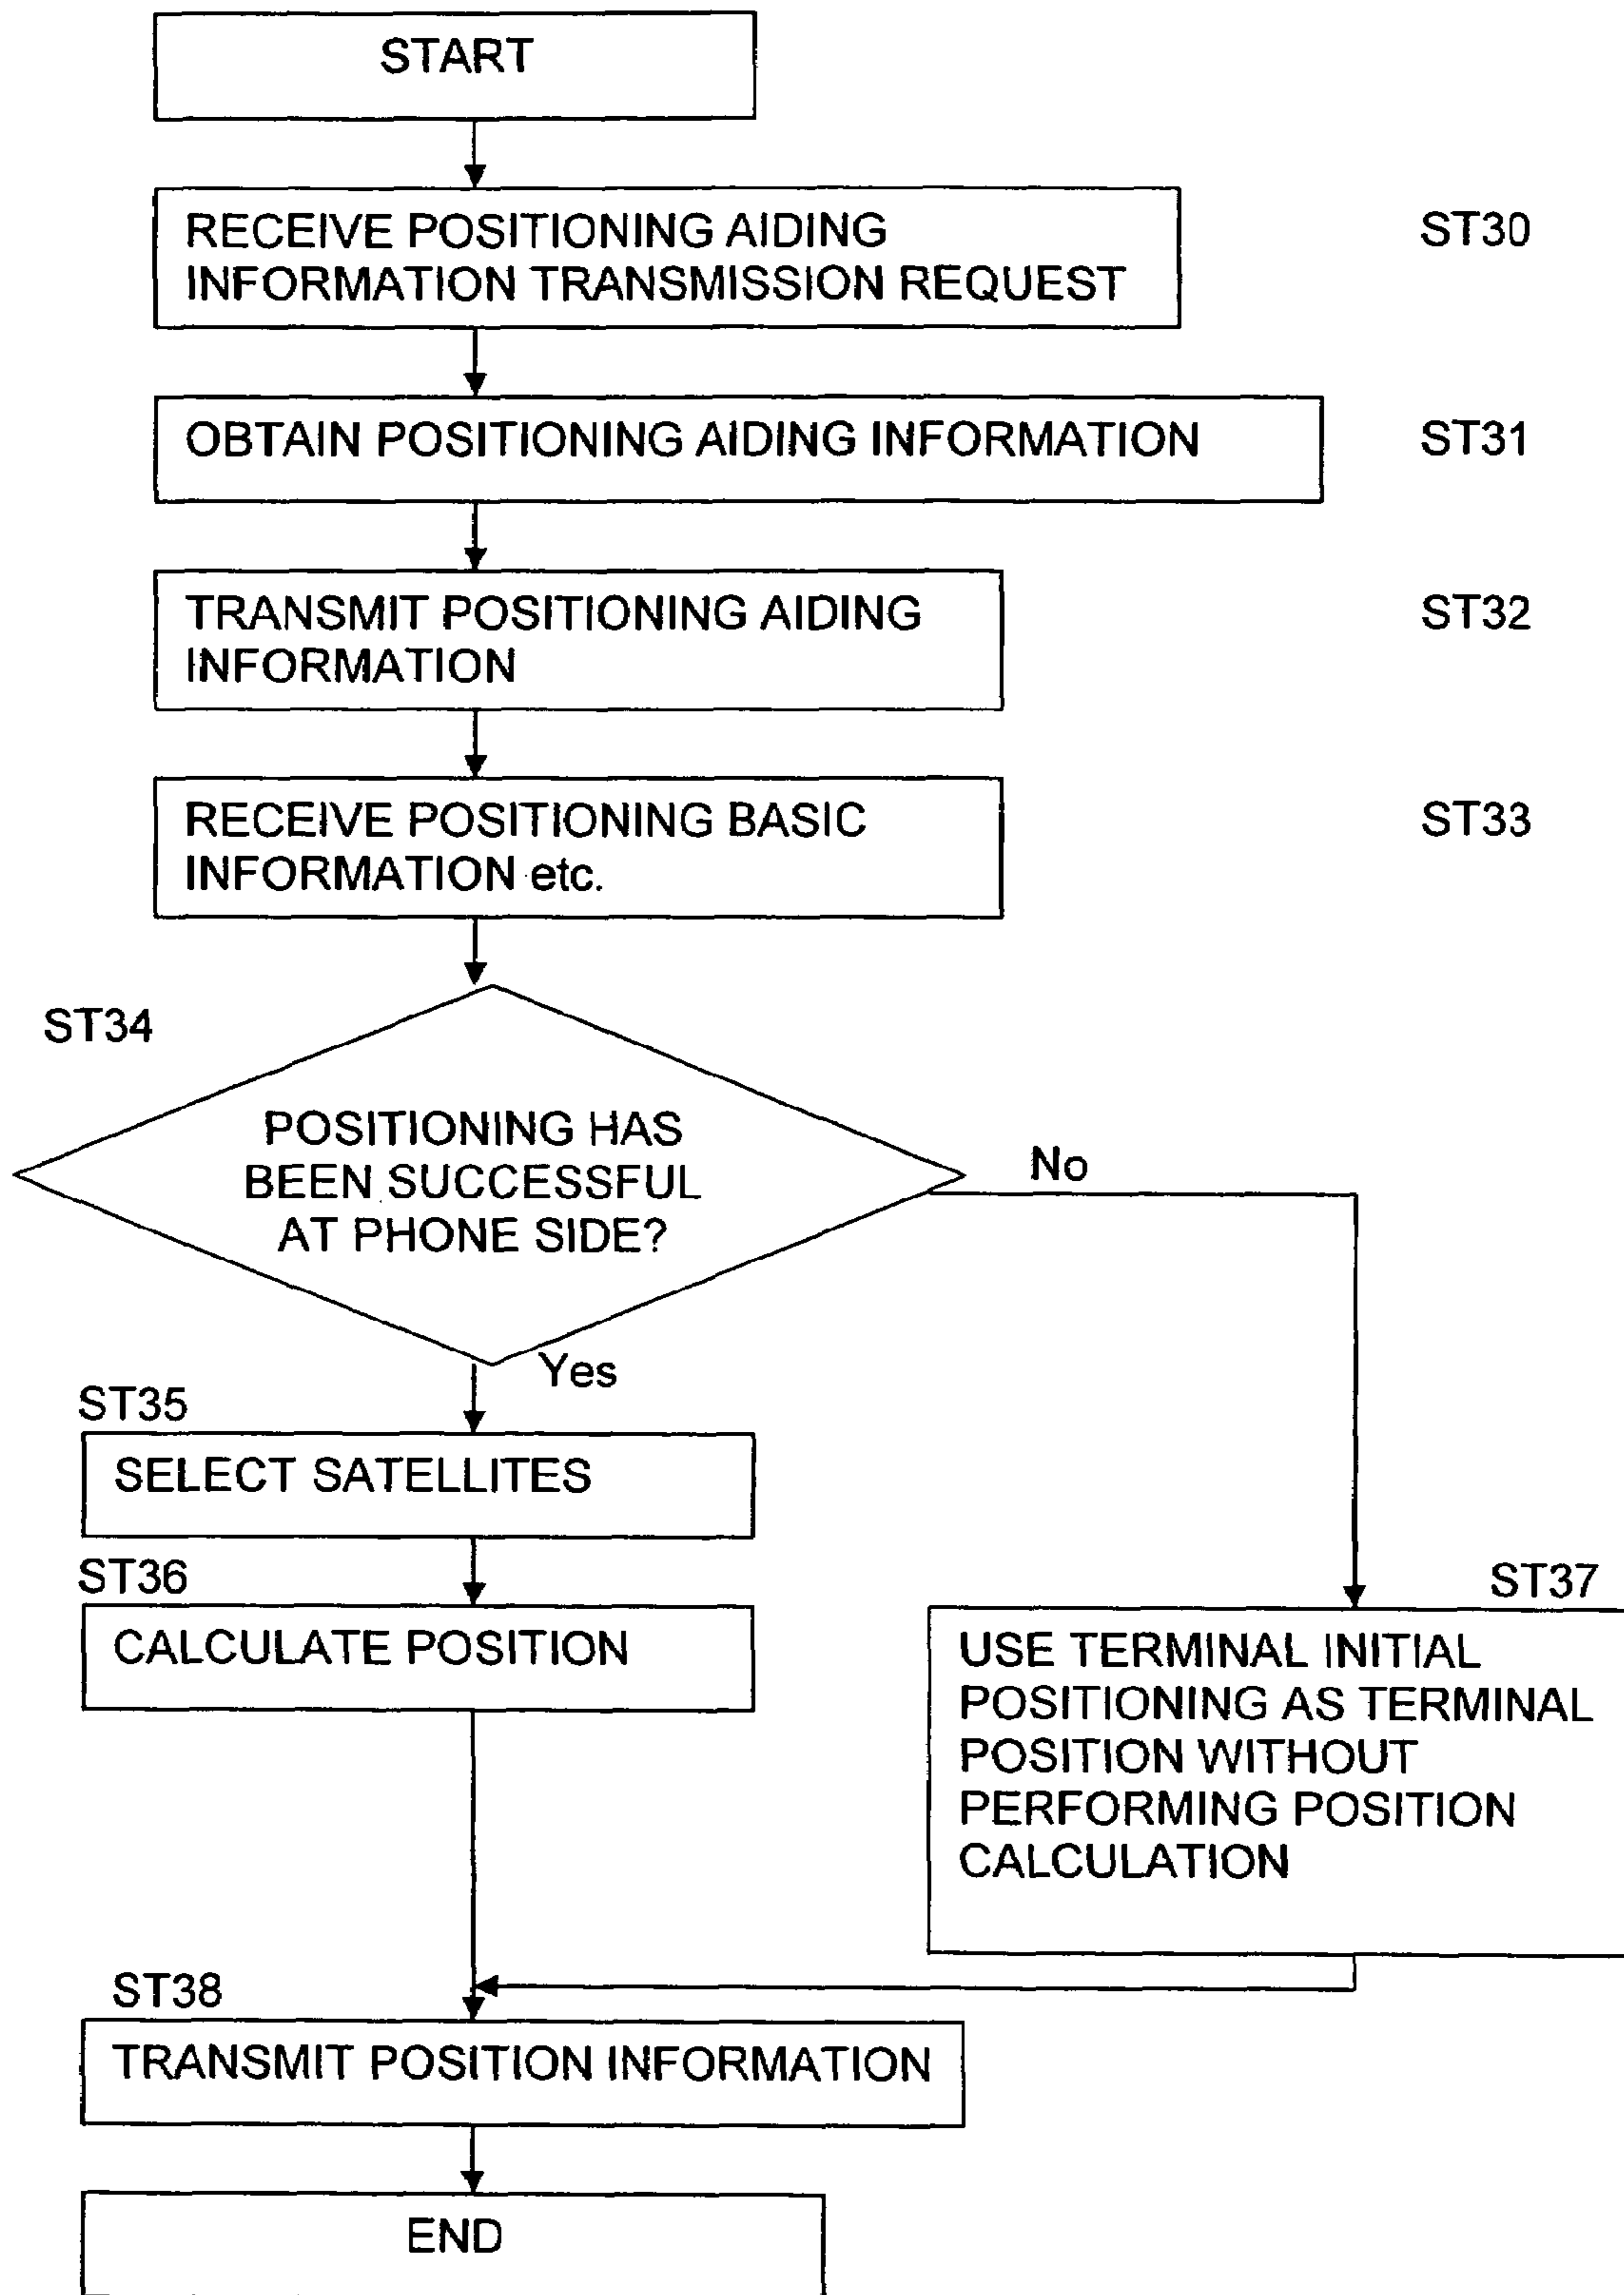 START
RECEIVE POSITIONING AIDING
INFORMATION TRANSMISSION REQUEST
ST30
OBTAIN POSITIONING AIDING INFORMATION
ST31
TRANSMIT POSITIONING AIDING
INFORMATION
ST32
RECEIVE POSITIONING BASIC
INFORMATION etc.
ST33
ST34
POSITIONING HAS
BEEN SUCCESSFUL
AT PHONE SIDE?
No
Yes
ST35
SELECT SATELLITES
ST36
CALCULATE POSITION
ST37
USE TERMINAL INITIAL
POSITIONING AS TERMINAL
POSITION WITHOUT
PERFORMING POSITION
CALCULATION
ST38
TRANSMIT POSITION INFORMATION
END